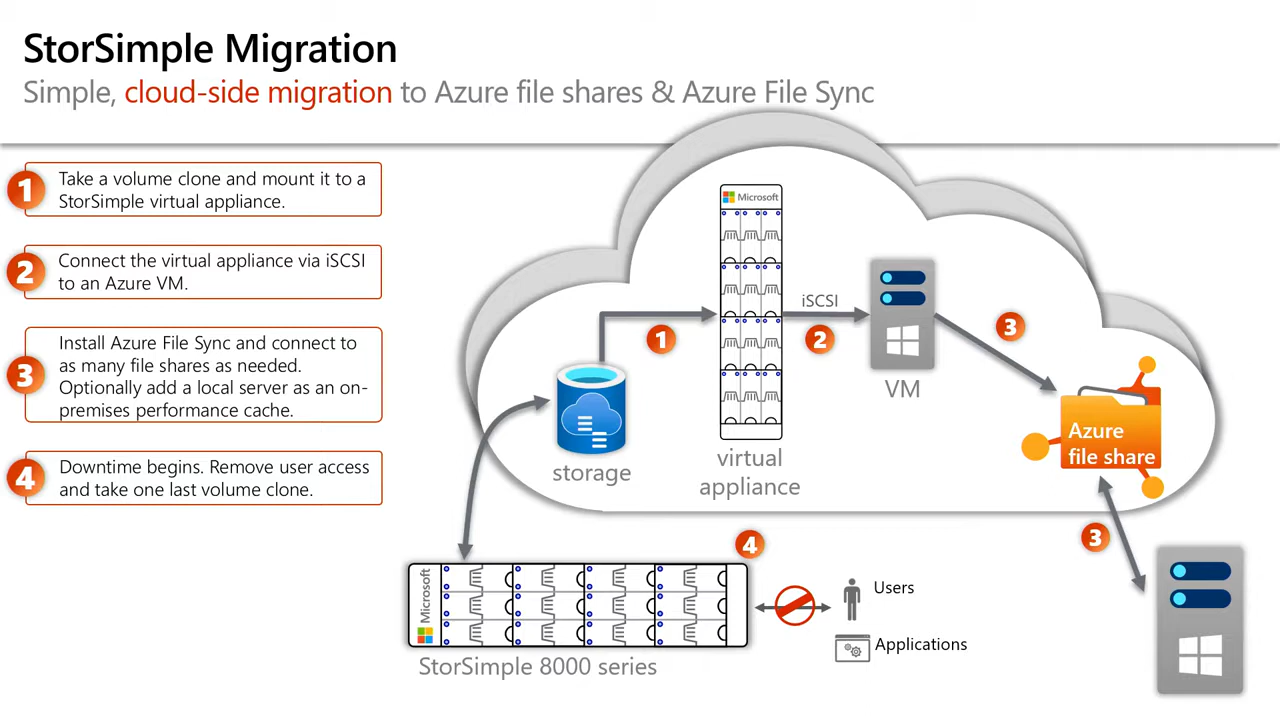 StorSimple Migration
Simple, cloud-side migration to Azure file shares & Azure File Sync
1
Take a volume clone and mount it to a
StorSimple virtual appliance.
2
Connect the virtual appliance via iSCSI
to an Azure VM.
3
Install Azure File Sync and connect to
as many file shares as needed.
Optionally add a local server as an on-
premises performance cache.
4
Downtime begins. Remove user access
and take one last volume clone.
Microsoft
iSCSI
1
2
3
VM
storage
virtual
appliance
Azure
file share
3
4
Microsoft
StorSimple 8000 series
Users
Applications